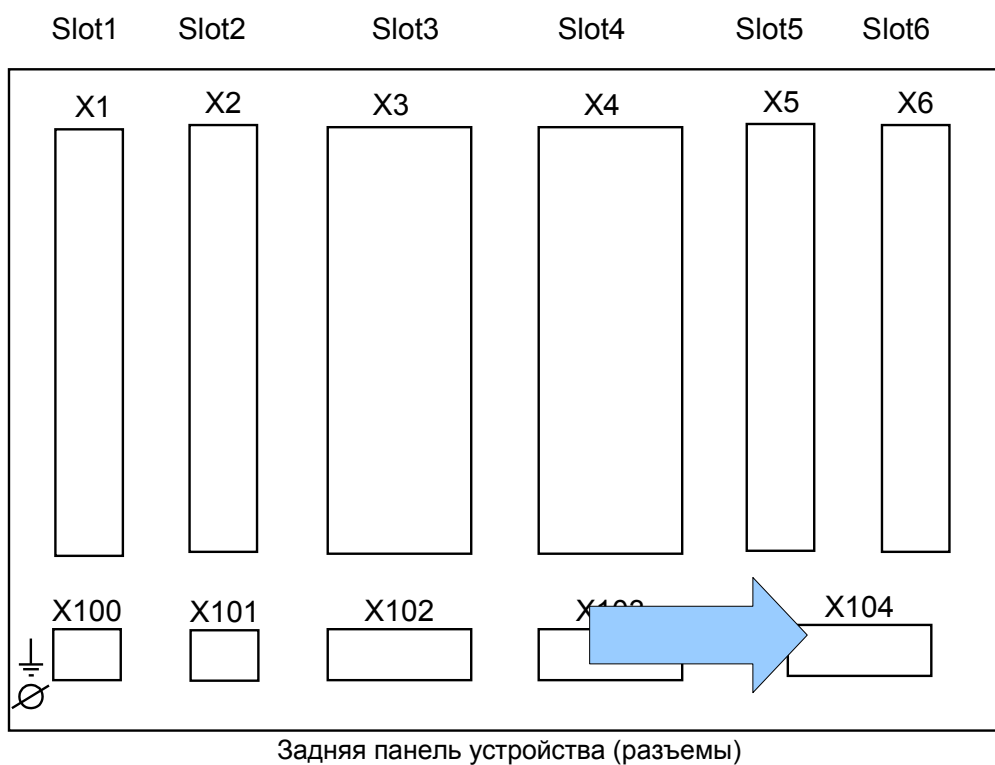 Slot1 Slot2 Slot3 Slot4 Slot5 Slot6
X1 X2 X3 X4 X5 X6
X100 X101 X102 X104
Задняя панель устройства (разъемы)